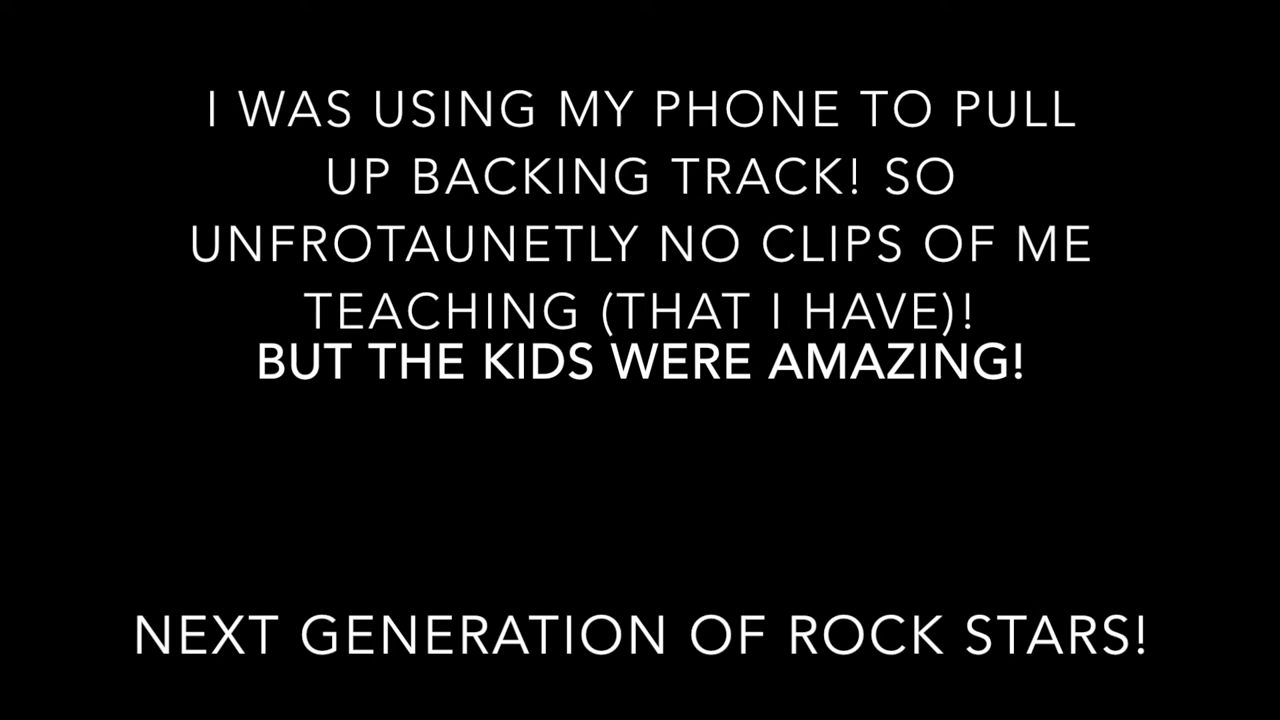 I WAS USING MY PHONE TO PULL
UP BACKING TRACK! SO
UNFROTAUNETLY NO CLIPS OF ME
TEACHING (THAT I HAVE)!
BUT THE KIDS WERE AMAZING!
NEXT GENERATION OF ROCK STARS!